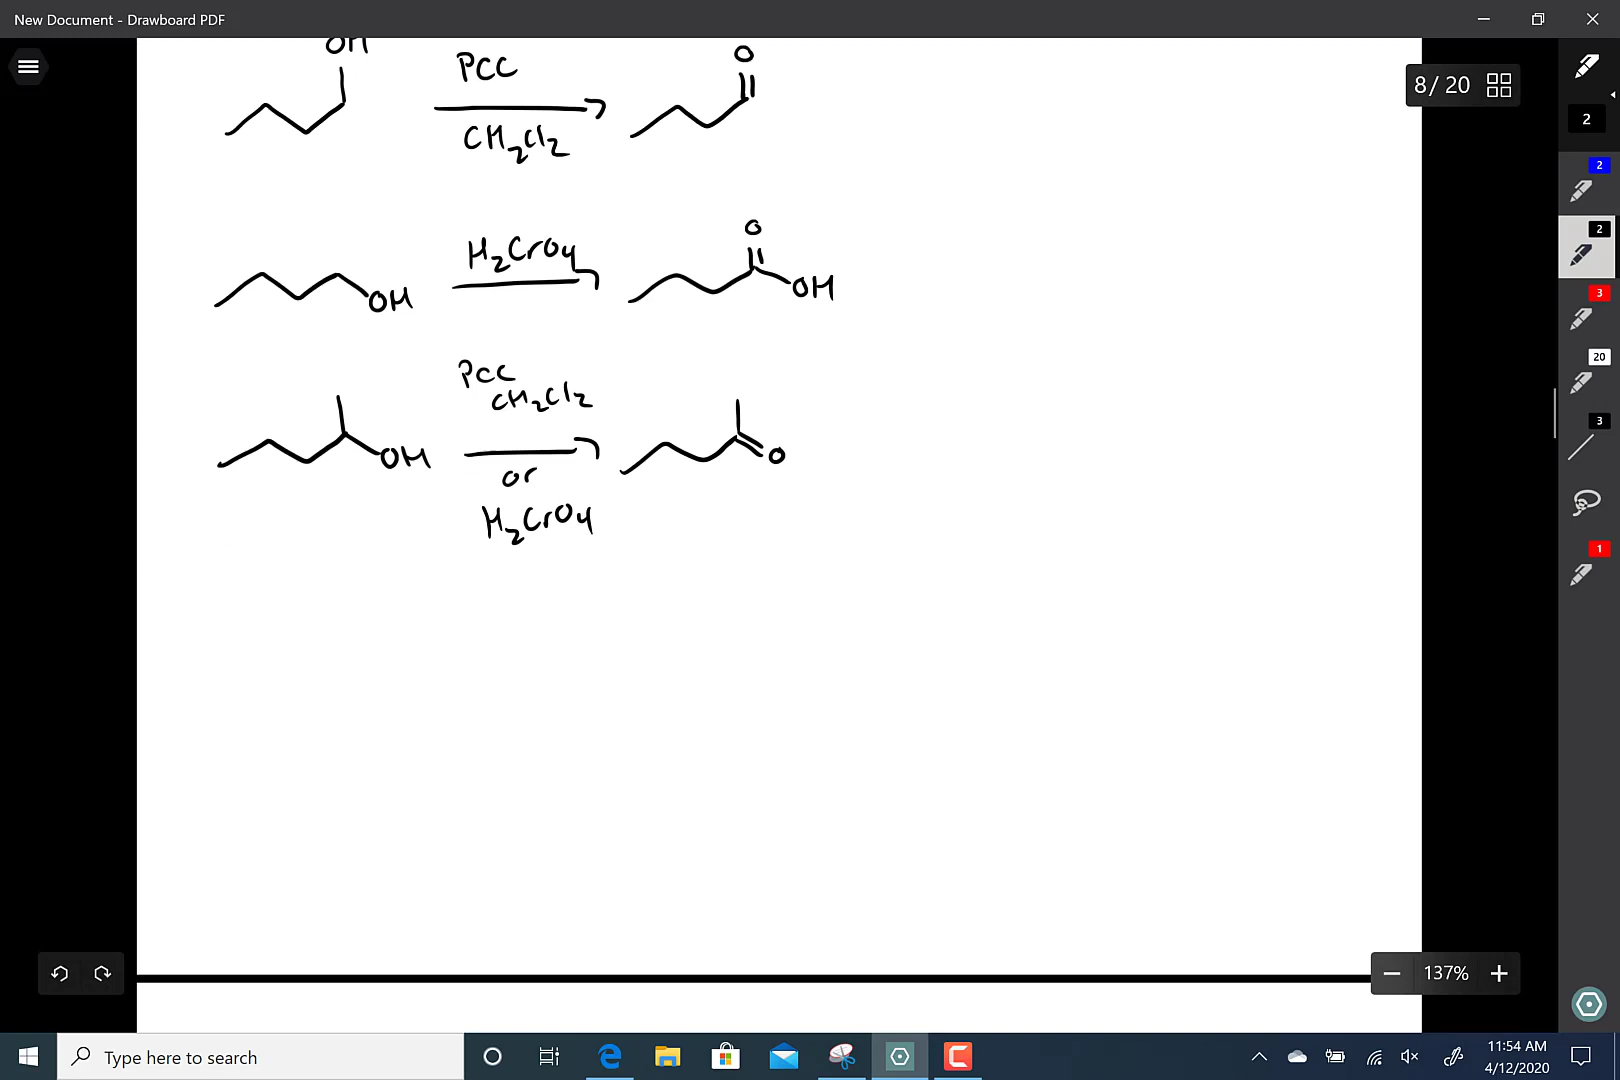 New Document - Drawboard PDF
8 / 20
OH
PCC
CH2Cl2
O
2
2
2
3
20
3
1
H2CrO4
OH
O
OH
PCC
CH2Cl2
OH
or
H2CrO4
O
137%
Type here to search
11:54 AM
4/12/2020